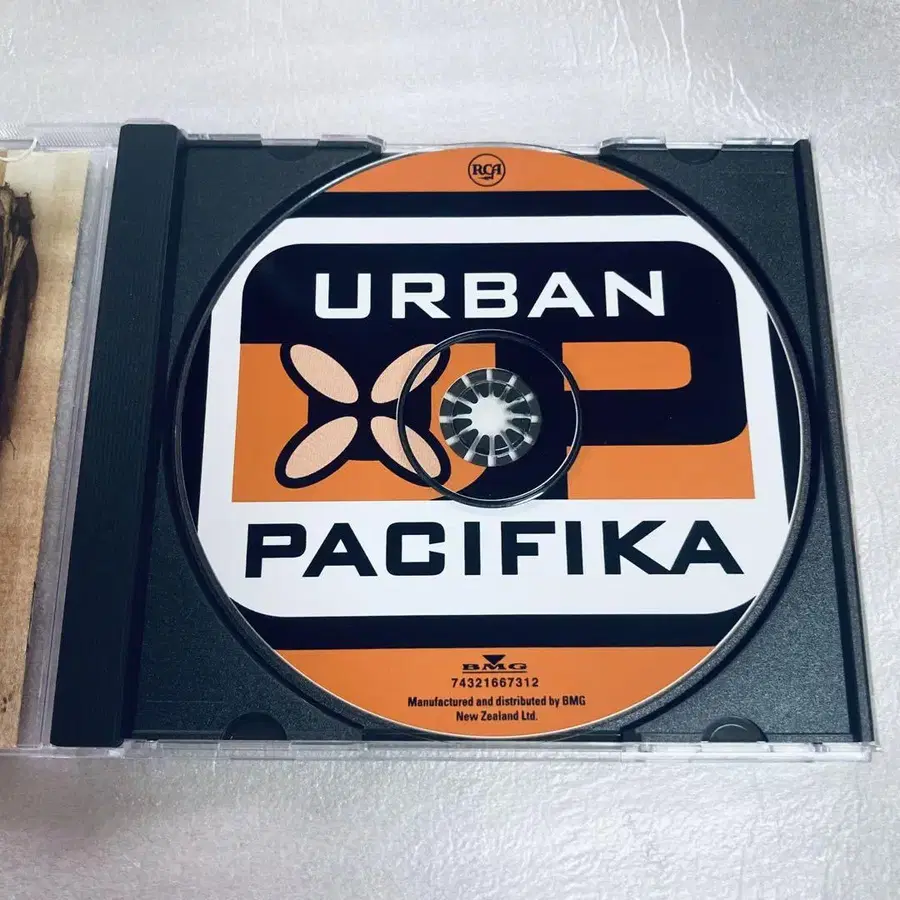 RCA
URBAN
P
PACIFIKA
BMG
74321667312
Manufactured and distributed by BMG
New Zealand Ltd.